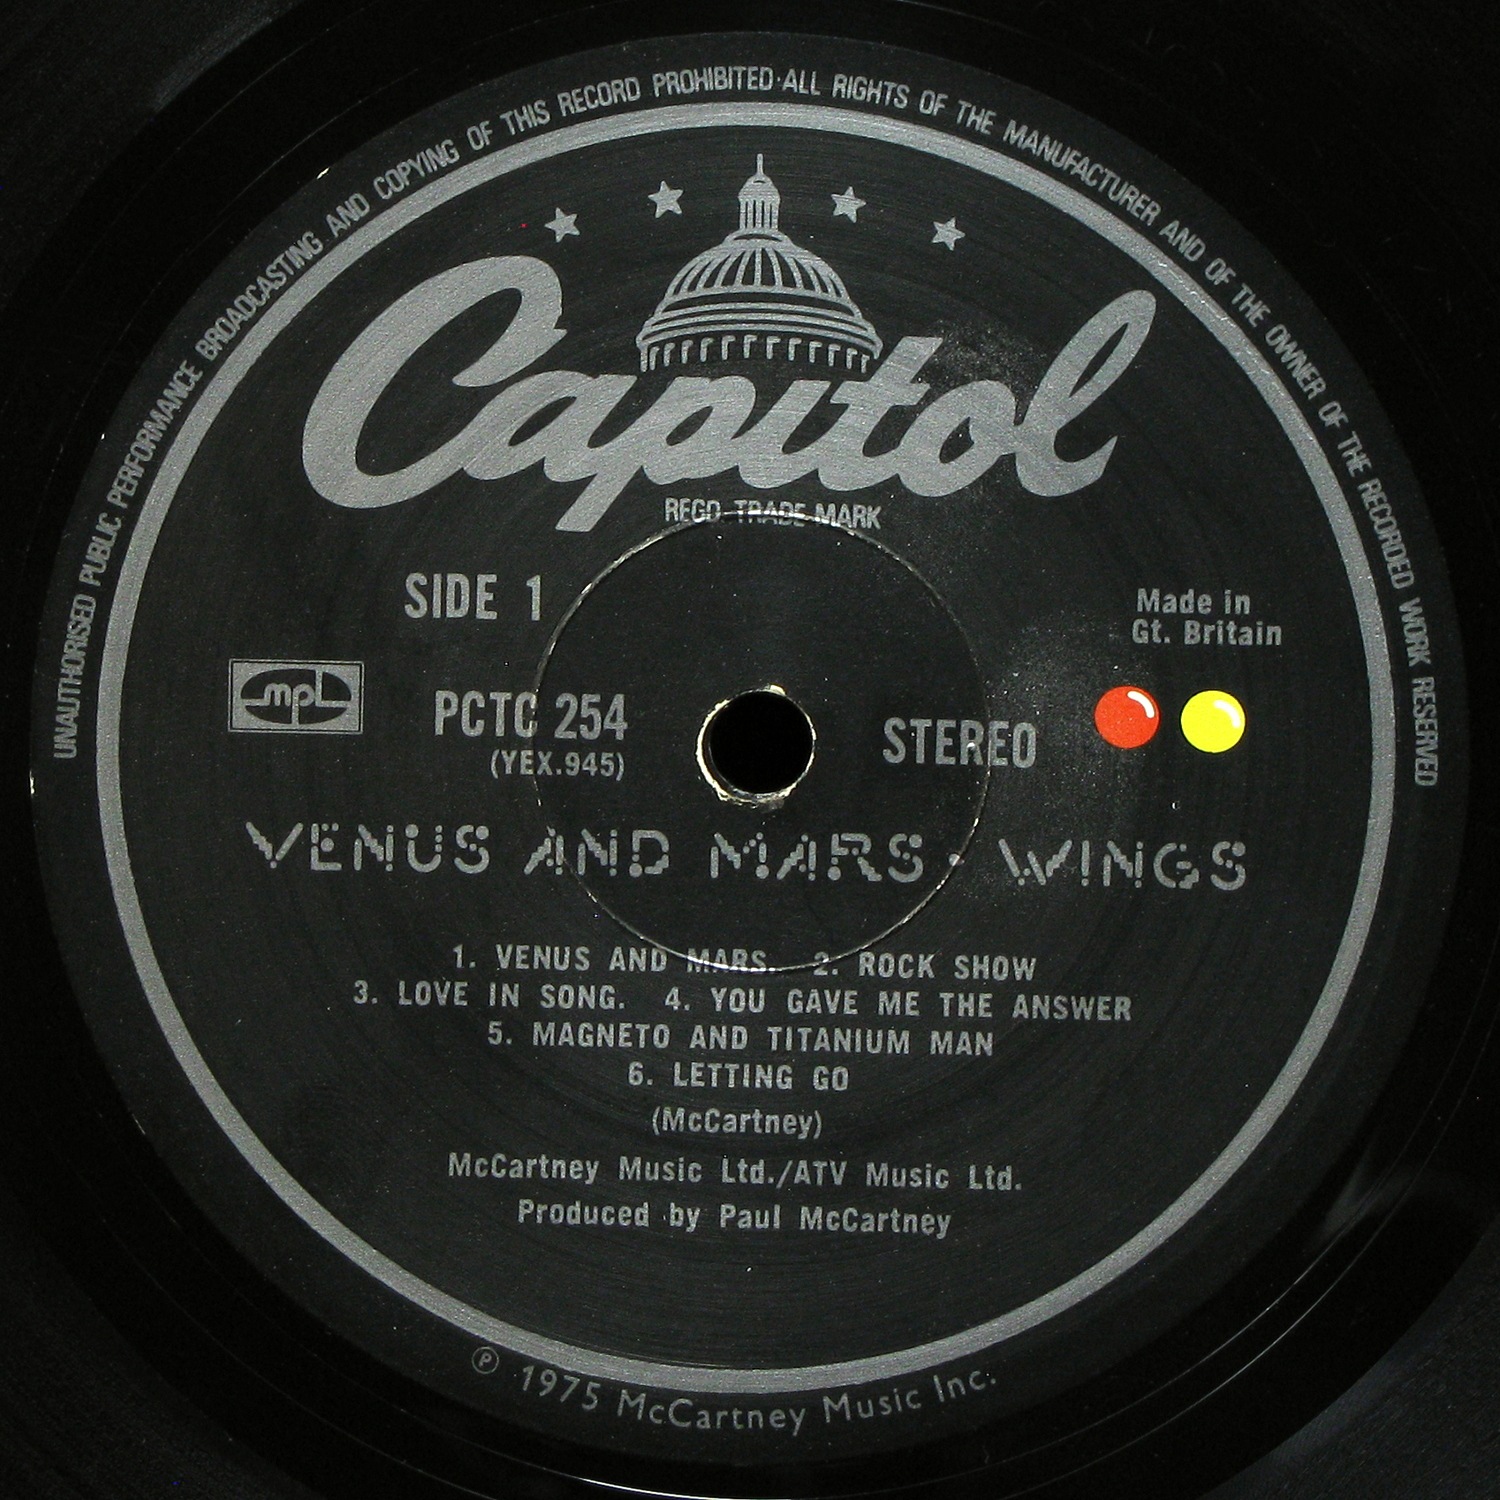 UNAUTHORISED PUBLIC PERFORMANCE BROADCASTING AND COPYING OF THIS RECORD PROHIBITED·ALL RIGHTS OF THE MANUFACTURER AND OF THE OWNER OF THE RECORDED WORK RESERVED
Capitol
REGD. TRADE MARK
SIDE 1
Made in
Gt. Britain
mpl
PCTC 254
STEREO
(YEX.945)
VENUS AND MARS · WINGS
1. VENUS AND MARS. 2. ROCK SHOW
3. LOVE IN SONG. 4. YOU GAVE ME THE ANSWER
5. MAGNETO AND TITANIUM MAN
6. LETTING GO
(McCartney)
McCartney Music Ltd./ATV Music Ltd.
Produced by Paul McCartney
℗ 1975 McCartney Music Inc.